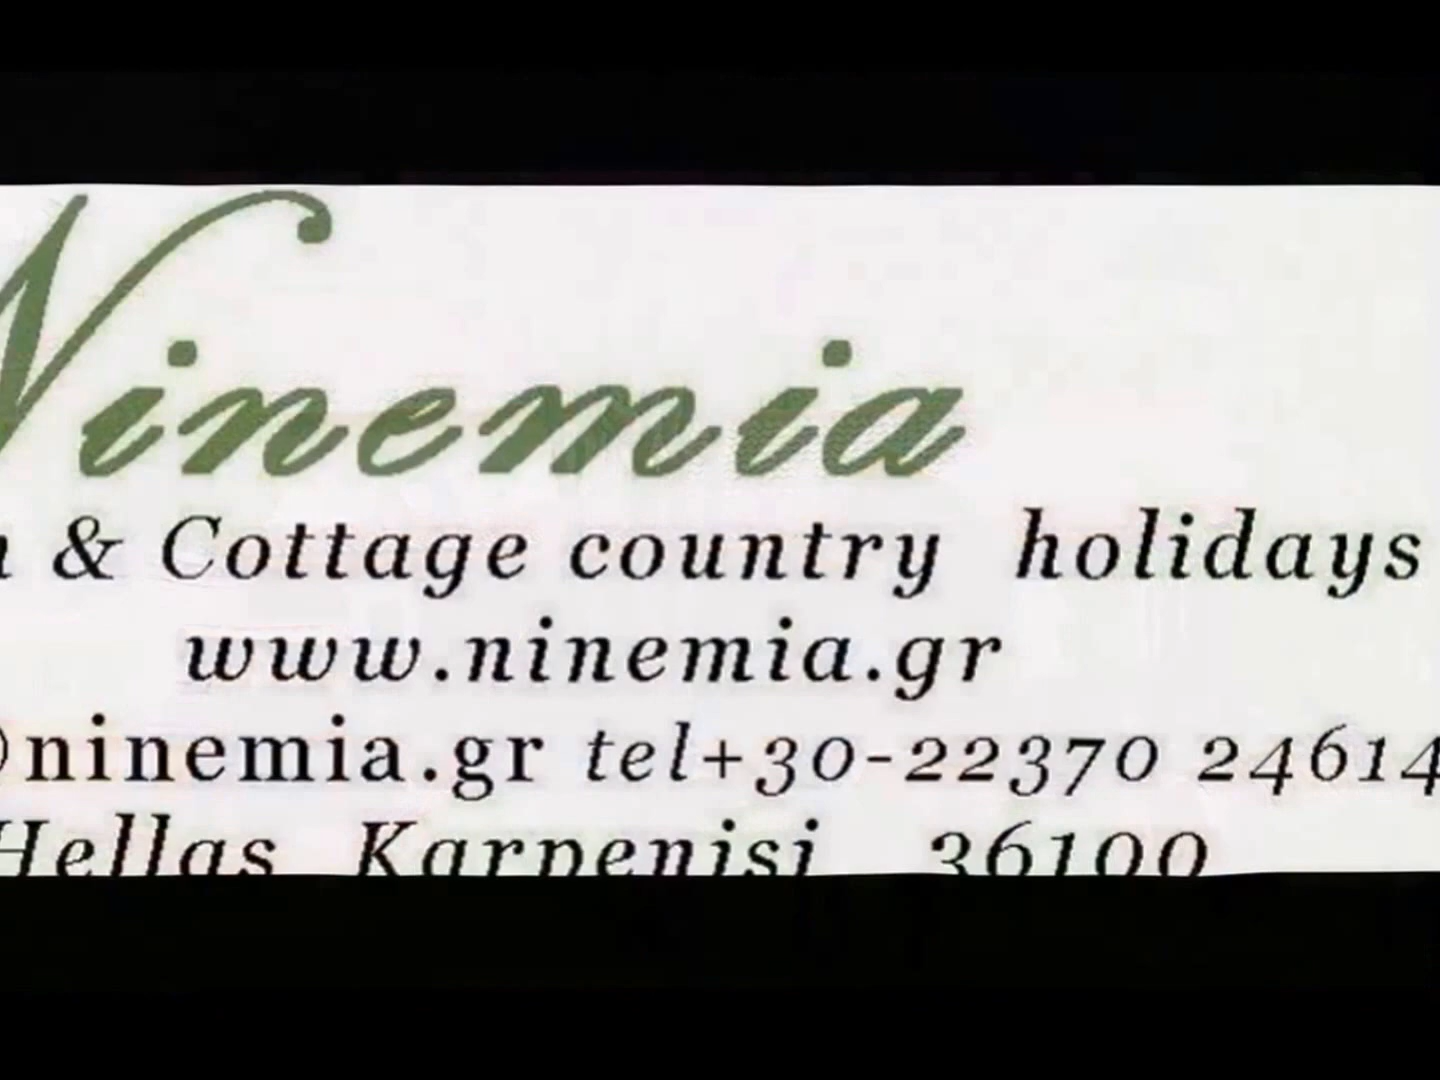 Ninemia
& Cottage country holidays
www.ninemia.gr
@ninemia.gr tel+30-22370 24614
Hellas Karpenisi 36100